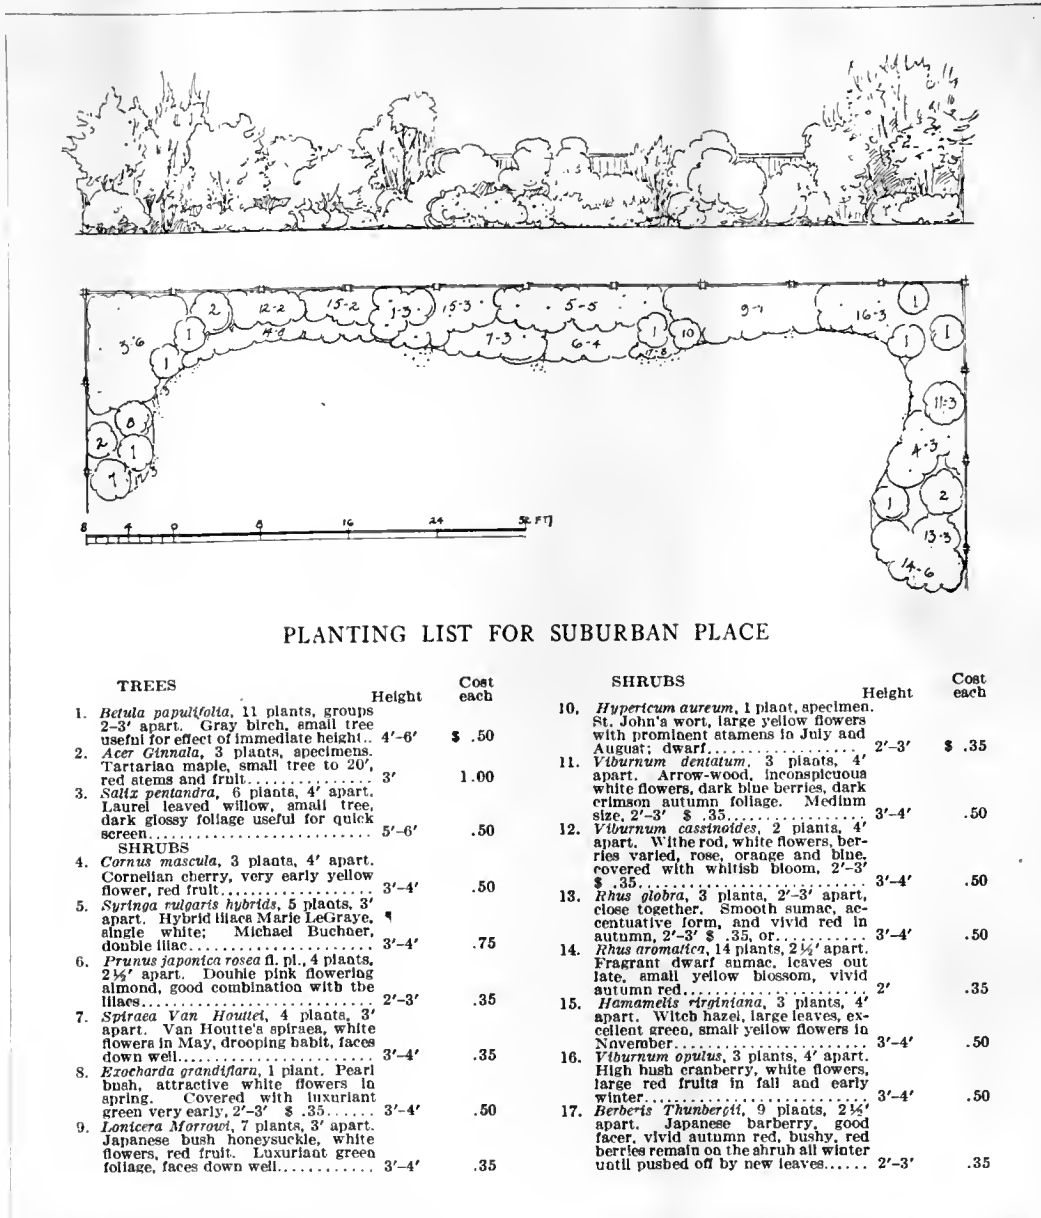 2
12-2
15-2
1-3
15-3
5-5
9-7
16-3
1
3-6
1
14-8
7-3
6-4
1
10
1
1
1
17-8
11-3
8
2
1
4-3
7
17-3
1
2
13-3
14-6
8 4 0 8 16 24 32 FT
PLANTING LIST FOR SUBURBAN PLACE
TREES
Height
Cost
each
1. Betula papulifolia, 11 plants, groups
2-3′ apart. Gray birch, small tree
useful for effect of immediate height.. 4′-6′ $ .50
2. Acer Ginnala, 3 plants, specimens.
Tartarian maple, small tree to 20′,
red stems and fruit................ 3′ 1.00
3. Salix pentandra, 6 plants, 4′ apart.
Laurel leaved willow, small tree,
dark glossy foliage useful for quick
screen............................ 5′-6′ .50
SHRUBS
4. Cornus mascula, 3 plants, 4′ apart.
Cornelian cherry, very early yellow
flower, red fruit................... 3′-4′ .50
5. Syringa vulgaris hybrids, 5 plants, 3′
apart. Hybrid lilacs Marie LeGraye,
single white; Michael Buchner,
double lilac....................... 3′-4′ .75
6. Prunus japonica rosea fl. pl., 4 plants,
2½′ apart. Double pink flowering
almond, good combination with the
lilacs............................. 2′-3′ .35
7. Spiraea Van Houttei, 4 plants, 3′
apart. Van Houtte's spiraea, white
flowers in May, drooping habit, faces
down well......................... 3′-4′ .35
8. Exocharda grandiflara, 1 plant. Pearl
bush, attractive white flowers in
spring. Covered with luxuriant
green very early, 2′-3′ $ .35...... 3′-4′ .50
9. Lonicera Morrowi, 7 plants, 3′ apart.
Japanese bush honeysuckle, white
flowers, red fruit. Luxuriant green
foliage, faces down well............ 3′-4′ .35
SHRUBS
Height
Cost
each
10. Hypericum aureum, 1 plant, specimen.
St. John's wort, large yellow flowers
with prominent stamens in July and
August; dwarf.................. 2′-3′ $ .35
11. Viburnum dentatum, 3 plants, 4′
apart. Arrow-wood, inconspicuous
white flowers, dark blue berries, dark
crimson autumn foliage. Medium
size, 2′-3′ $ .35................. 3′-4′ .50
12. Viburnum cassinoides, 2 plants, 4′
apart. Withe rod, white flowers, ber-
ries varied, rose, orange and blue,
covered with whitish bloom, 2′-3′
$ .35........................... 3′-4′ .50
13. Rhus globra, 3 plants, 2′-3′ apart,
close together. Smooth sumac, ac-
centuative form, and vivid red in
autumn, 2′-3′ $ .35, or........... 3′-4′ .50
14. Rhus aromatica, 14 plants, 2½′ apart.
Fragrant dwarf sumac, leaves out
late, small yellow blossom, vivid
autumn red...................... 2′ .35
15. Hamamelis virginiana, 3 plants, 4′
apart. Witch hazel, large leaves, ex-
cellent green, small yellow flowers in
November........................ 3′-4′ .50
16. Viburnum opulus, 3 plants, 4′ apart.
High bush cranberry, white flowers,
large red fruits in fall and early
winter........................... 3′-4′ .50
17. Berberis Thunbergii, 9 plants, 2½′
apart. Japanese barberry, good
facer, vivid autumn red, bushy, red
berries remain on the shrub all winter
until pushed off by new leaves...... 2′-3′ .35